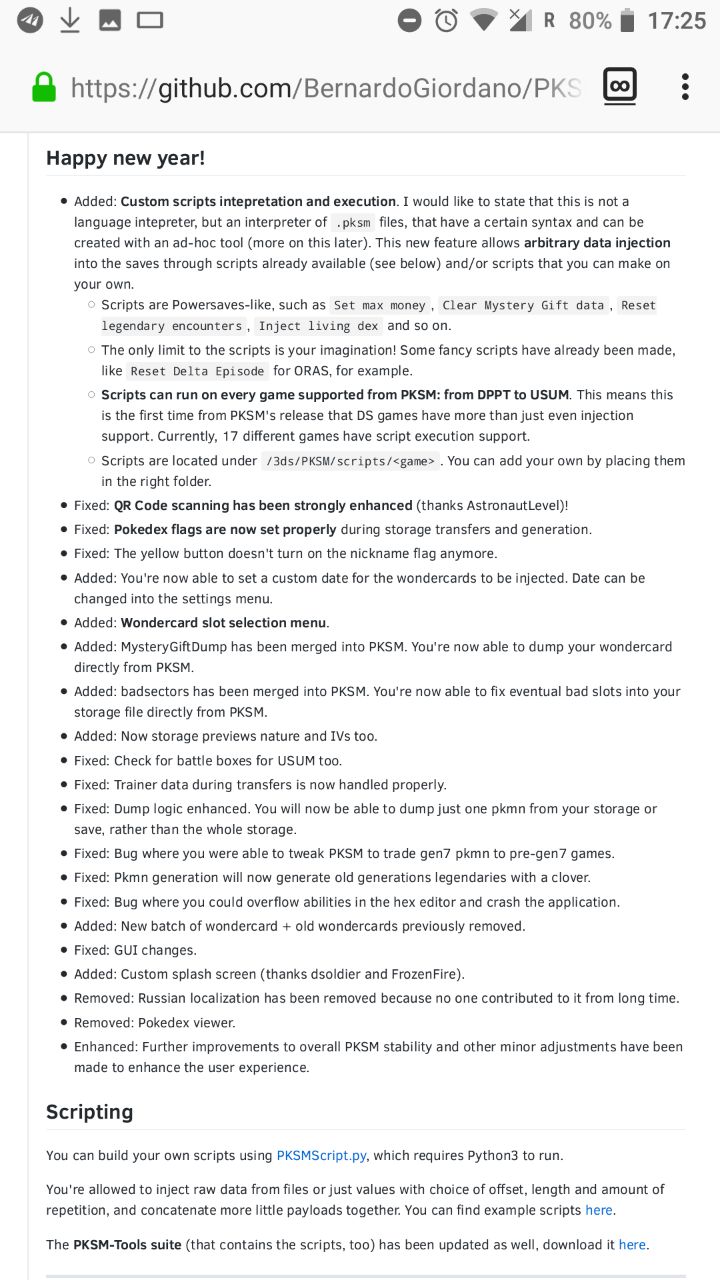 R 80% 17:25
https://github.com/BernardoGiordano/PKS
Happy new year!
Added: Custom scripts intepretation and execution. I would like to state that this is not a
language intepreter, but an interpreter of .pksm files, that have a certain syntax and can be
created with an ad-hoc tool (more on this later). This new feature allows arbitrary data injection
into the saves through scripts already available (see below) and/or scripts that you can make on
your own.
Scripts are Powersaves-like, such as Set max money , Clear Mystery Gift data , Reset
legendary encounters , Inject living dex and so on.
The only limit to the scripts is your imagination! Some fancy scripts have already been made,
like Reset Delta Episode for ORAS, for example.
Scripts can run on every game supported from PKSM: from DPPT to USUM. This means this
is the first time from PKSM's release that DS games have more than just even injection
support. Currently, 17 different games have script execution support.
Scripts are located under /3ds/PKSM/scripts/<game> . You can add your own by placing them
in the right folder.
Fixed: QR Code scanning has been strongly enhanced (thanks AstronautLevel)!
Fixed: Pokedex flags are now set properly during storage transfers and generation.
Fixed: The yellow button doesn't turn on the nickname flag anymore.
Added: You're now able to set a custom date for the wondercards to be injected. Date can be
changed into the settings menu.
Added: Wondercard slot selection menu.
Added: MysteryGiftDump has been merged into PKSM. You're now able to dump your wondercard
directly from PKSM.
Added: badsectors has been merged into PKSM. You're now able to fix eventual bad slots into your
storage file directly from PKSM.
Added: Now storage previews nature and IVs too.
Fixed: Check for battle boxes for USUM too.
Fixed: Trainer data during transfers is now handled properly.
Fixed: Dump logic enhanced. You will now be able to dump just one pkmn from your storage or
save, rather than the whole storage.
Fixed: Bug where you were able to tweak PKSM to trade gen7 pkmn to pre-gen7 games.
Fixed: Pkmn generation will now generate old generations legendaries with a clover.
Fixed: Bug where you could overflow abilities in the hex editor and crash the application.
Added: New batch of wondercard + old wondercards previously removed.
Fixed: GUI changes.
Added: Custom splash screen (thanks dsoldier and FrozenFire).
Removed: Russian localization has been removed because no one contributed to it from long time.
Removed: Pokedex viewer.
Enhanced: Further improvements to overall PKSM stability and other minor adjustments have been
made to enhance the user experience.
Scripting
You can build your own scripts using PKSMScript.py, which requires Python3 to run.
You're allowed to inject raw data from files or just values with choice of offset, length and amount of
repetition, and concatenate more little payloads together. You can find example scripts here.
The PKSM-Tools suite (that contains the scripts, too) has been updated as well, download it here.